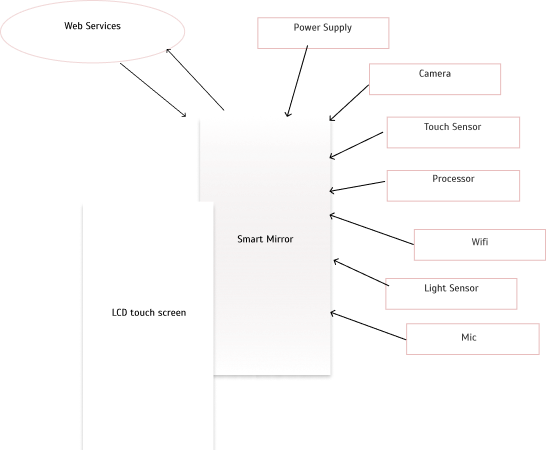 Web Services
Power Supply
Camera
Touch Sensor
Processor
Smart Mirror
Wifi
Light Sensor
LCD touch screen
Mic